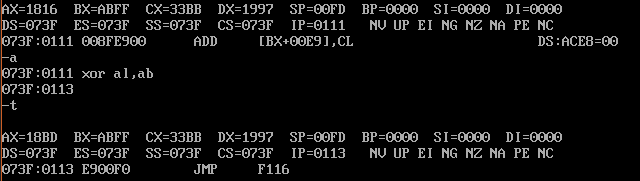 AX=1816  BX=ABFF  CX=33BB  DX=1997  SP=00FD  BP=0000  SI=0000  DI=0000
DS=073F  ES=073F  SS=073F  CS=073F  IP=0111   NV UP EI NG NZ NA PE NC
073F:0111 008FE900      ADD     [BX+00E9],CL                       DS:ACE8=00
-a
073F:0111 xor al,ab
073F:0113
-t
AX=18BD  BX=ABFF  CX=33BB  DX=1997  SP=00FD  BP=0000  SI=0000  DI=0000
DS=073F  ES=073F  SS=073F  CS=073F  IP=0113   NV UP EI NG NZ NA PE NC
073F:0113 E900F0        JMP     F116